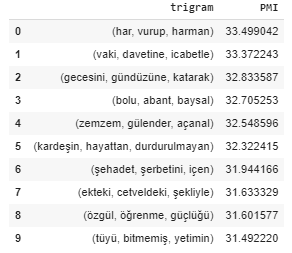 trigram PMI
0 (har, vurup, harman) 33.499042
1 (vaki, davetine, icabetle) 33.372243
2 (gecesini, gündüzüne, katarak) 32.833587
3 (bolu, abant, baysal) 32.705253
4 (zemzem, gülender, açanal) 32.548596
5 (kardeşin, hayattan, durdurulmayan) 32.322415
6 (şehadet, şerbetini, içen) 31.944166
7 (ekteki, cetveldeki, şekliyle) 31.633329
8 (özgül, öğrenme, güçlüğü) 31.601577
9 (tüyü, bitmemiş, yetimin) 31.492220